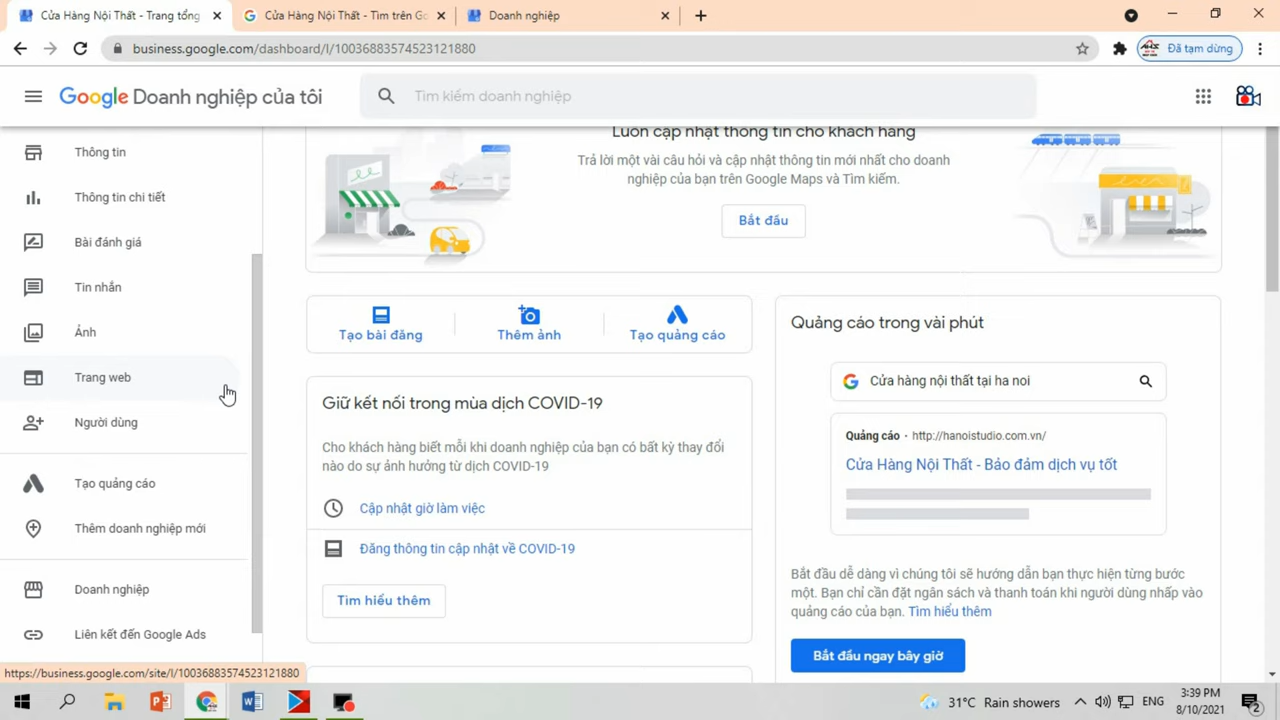 Cửa Hàng Nội Thất - Trang tổng
Cửa Hàng Nội Thất - Tìm trên Go
Doanh nghiệp
business.google.com/dashboard/l/10036883574523121880
Đã tạm dừng
Google Doanh nghiệp của tôi
Tìm kiếm doanh nghiệp
Thông tin
Thông tin chi tiết
Bài đánh giá
Tin nhắn
Ảnh
Trang web
Người dùng
Tạo quảng cáo
Thêm doanh nghiệp mới
Doanh nghiệp
Liên kết đến Google Ads
Luôn cập nhật thông tin cho khách hàng
Trả lời một vài câu hỏi và cập nhật thông tin mới nhất cho doanh
nghiệp của bạn trên Google Maps và Tìm kiếm.
Bắt đầu
Tạo bài đăng
Thêm ảnh
Tạo quảng cáo
Giữ kết nối trong mùa dịch COVID-19
Cho khách hàng biết mỗi khi doanh nghiệp của bạn có bất kỳ thay đổi
nào do sự ảnh hưởng từ dịch COVID-19
Cập nhật giờ làm việc
Đăng thông tin cập nhật về COVID-19
Tìm hiểu thêm
Quảng cáo trong vài phút
Cửa hàng nội thất tại ha noi
Quảng cáo · http://hanoistudio.com.vn/
Cửa Hàng Nội Thất - Bảo đảm dịch vụ tốt
Bắt đầu dễ dàng vì chúng tôi sẽ hướng dẫn bạn thực hiện từng bước
một. Bạn chỉ cần đặt ngân sách và thanh toán khi người dùng nhấp vào
quảng cáo của bạn. Tìm hiểu thêm
Bắt đầu ngay bây giờ
https://business.google.com/site/l/10036883574523121880
31°C Rain showers
ENG
3:39 PM
8/10/2021
2